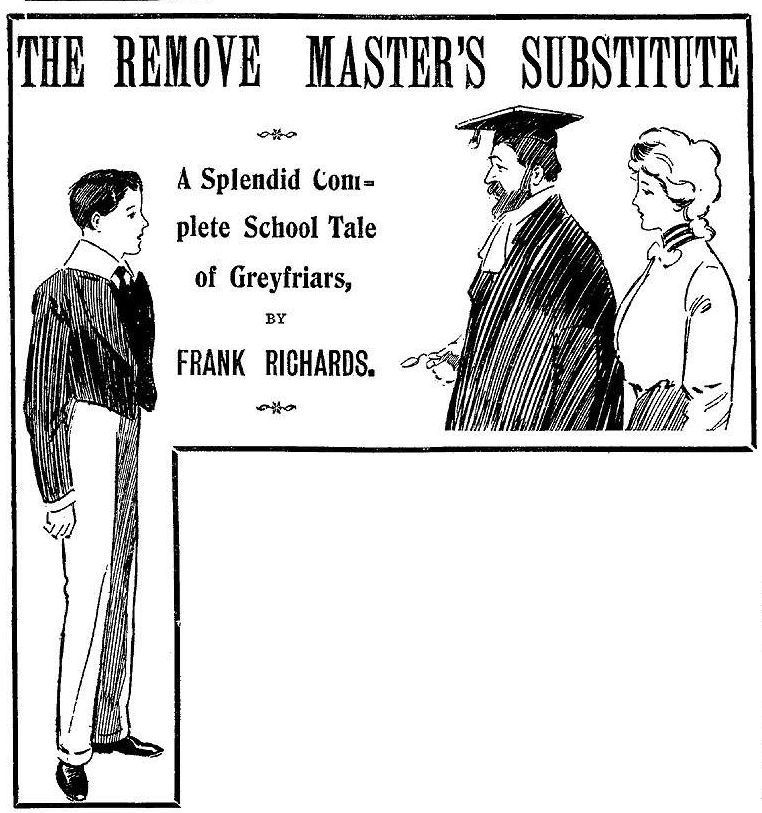 THE REMOVE MASTER'S SUBSTITUTE
A Splendid Com=
plete School Tale
of Greyfriars,
BY
FRANK RICHARDS.